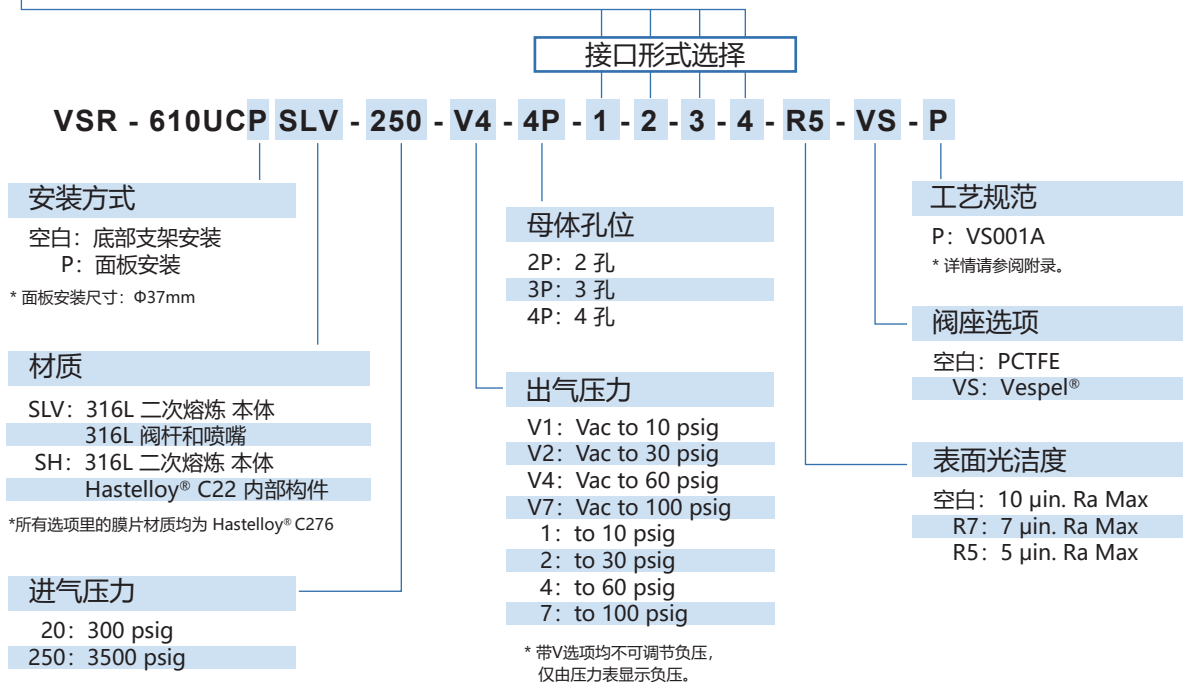 接口形式选择
VSR - 610UCP SLV - 250 - V4 - 4P - 1 - 2 - 3 - 4 - R5 - VS - P
安装方式
空白：底部支架安装
P：面板安装
* 面板安装尺寸：Φ37mm
材质
SLV：316L 二次熔炼 本体
316L 阀杆和喷嘴
SH：316L 二次熔炼 本体
Hastelloy® C22 内部构件
*所有选项里的膜片材质均为 Hastelloy® C276
进气压力
20：300 psig
250：3500 psig
母体孔位
2P：2 孔
3P：3 孔
4P：4 孔
出气压力
V1：Vac to 10 psig
V2：Vac to 30 psig
V4：Vac to 60 psig
V7：Vac to 100 psig
1：to 10 psig
2：to 30 psig
4：to 60 psig
7：to 100 psig
* 带V选项均不可调节负压，
仅由压力表显示负压。
工艺规范
P：VS001A
* 详情请参阅附录。
阀座选项
空白：PCTFE
VS：Vespel®
表面光洁度
空白：10 µin. Ra Max
R7：7 µin. Ra Max
R5：5 µin. Ra Max